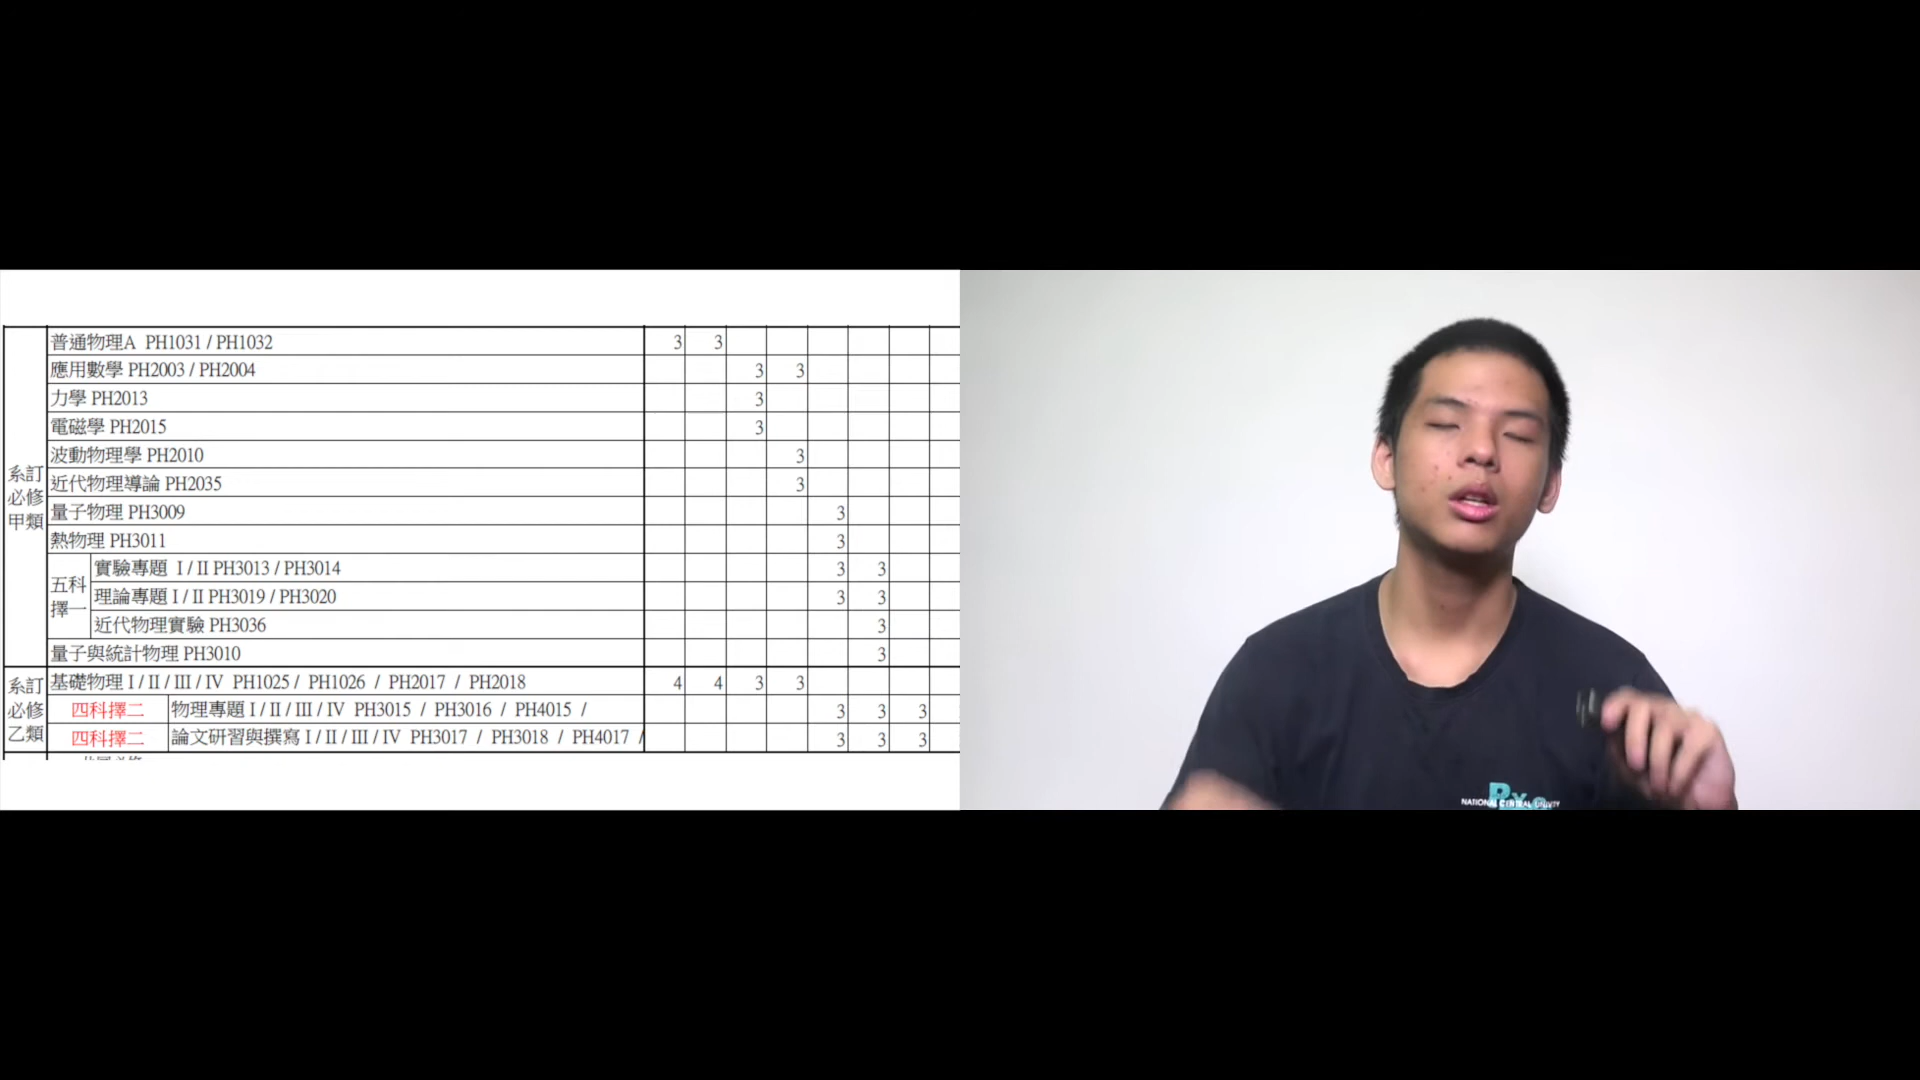 普通物理A PH1031 / PH1032 3 3
應用數學 PH2003 / PH2004 3 3
力學 PH2013 3
電磁學 PH2015 3
波動物理學 PH2010 3
系訂必修甲類
近代物理導論 PH2035 3
量子物理 PH3009 3
熱物理 PH3011 3
五科擇一
實驗專題 I / II PH3013 / PH3014 3 3
理論專題 I / II PH3019 / PH3020 3 3
近代物理實驗 PH3036 3
量子與統計物理 PH3010 3
系訂必修乙類
基礎物理 I / II / III / IV PH1025 / PH1026 / PH2017 / PH2018 4 4 3 3
四科擇二 物理專題 I / II / III / IV PH3015 / PH3016 / PH4015 / 3 3 3
四科擇二 論文研習與撰寫 I / II / III / IV PH3017 / PH3018 / PH4017 / 3 3 3
NATIONAL CENTRAL